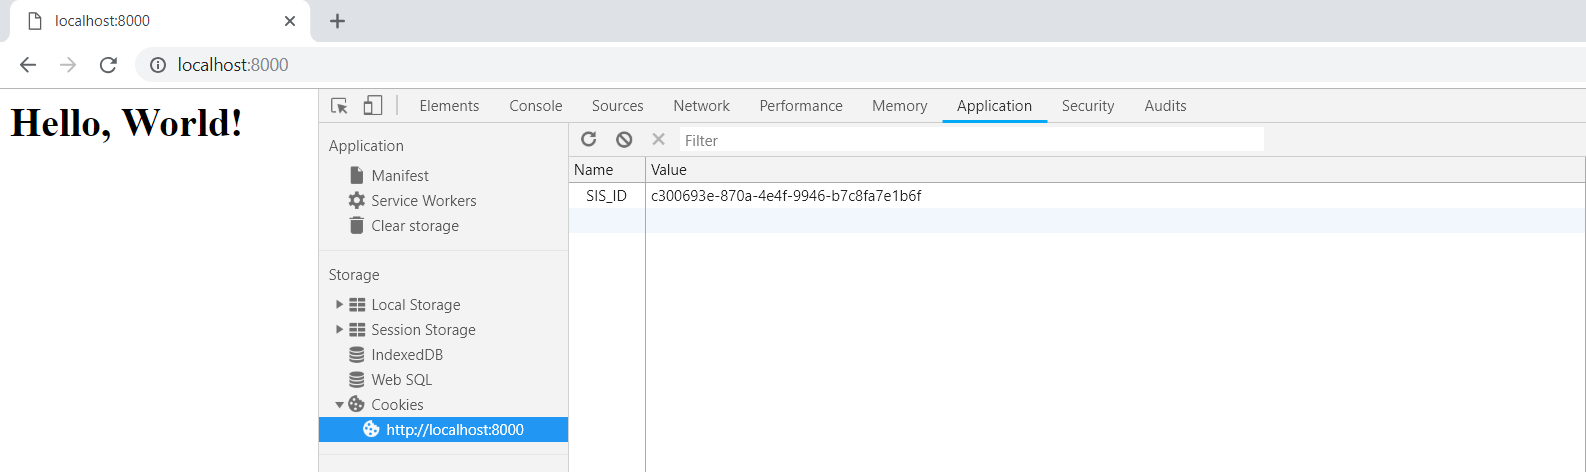 localhost:8000
localhost:8000
Hello, World!
Elements Console Sources Network Performance Memory Application Security Audits
Application
Manifest
Service Workers
Clear storage
Storage
Local Storage
Session Storage
IndexedDB
Web SQL
Cookies
http://localhost:8000
Filter
Name Value
SIS_ID c300693e-870a-4e4f-9946-b7c8fa7e1b6f